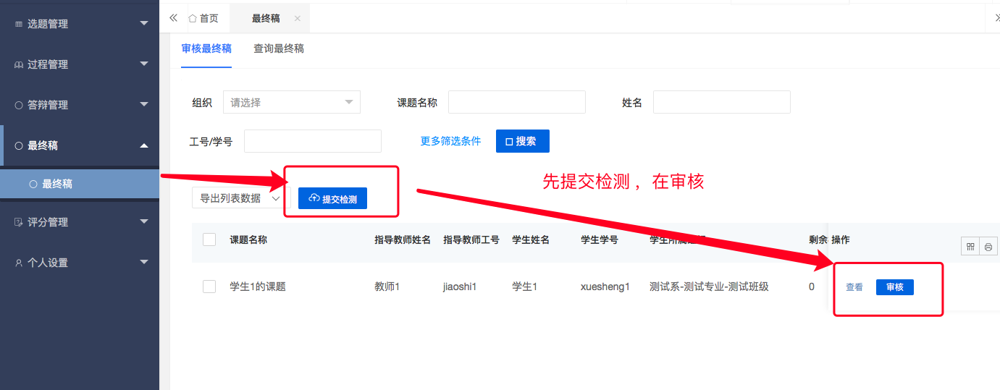 选题管理
过程管理
答辩管理
最终稿
最终稿
评分管理
个人设置
首页 最终稿
审核最终稿 查询最终稿
组织 请选择 课题名称 姓名
工号/学号 更多筛选条件 搜索
先提交检测 , 在审核
导出列表数据 提交检测
课题名称 指导教师姓名 指导教师工号 学生姓名 学生学号 剩余 操作
学生1的课题 教师1 jiaoshi1 学生1 xuesheng1 测试系-测试专业-测试班级 0 查看 审核